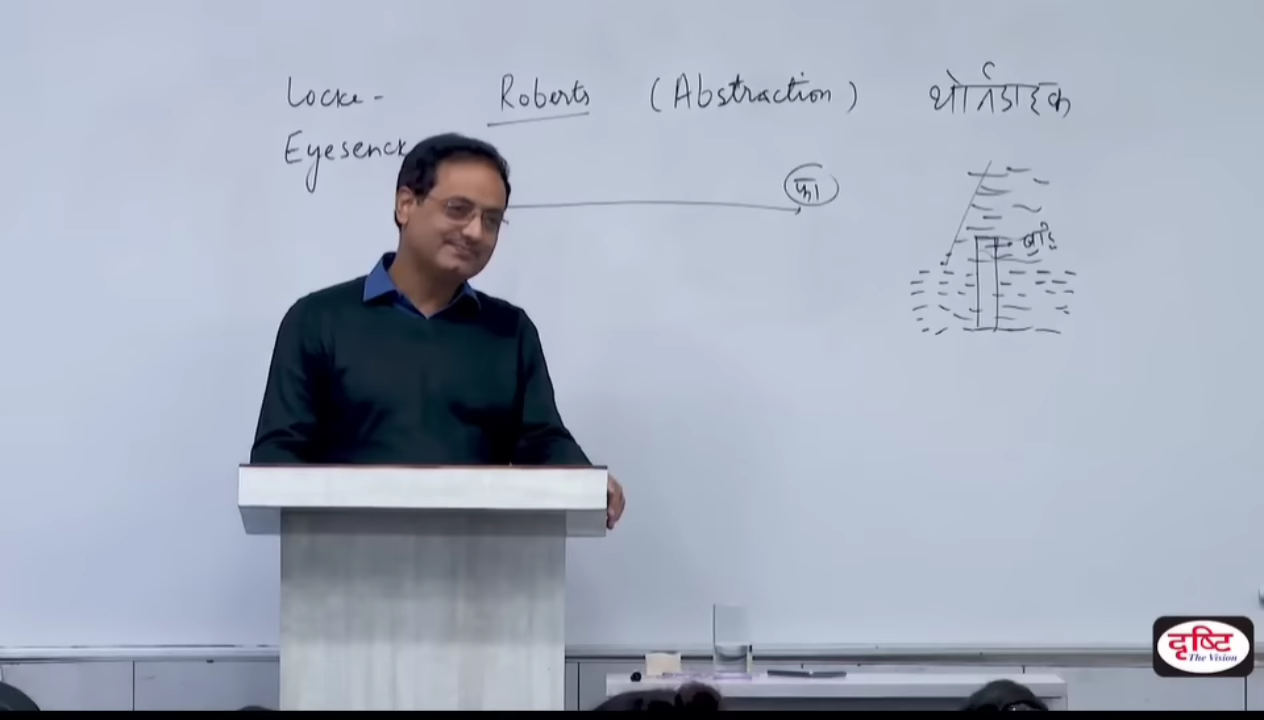 Locke -
Roberts (Abstraction)
थॉर्नडाइक
Eyesenck
का
दृष्टि
The Vision